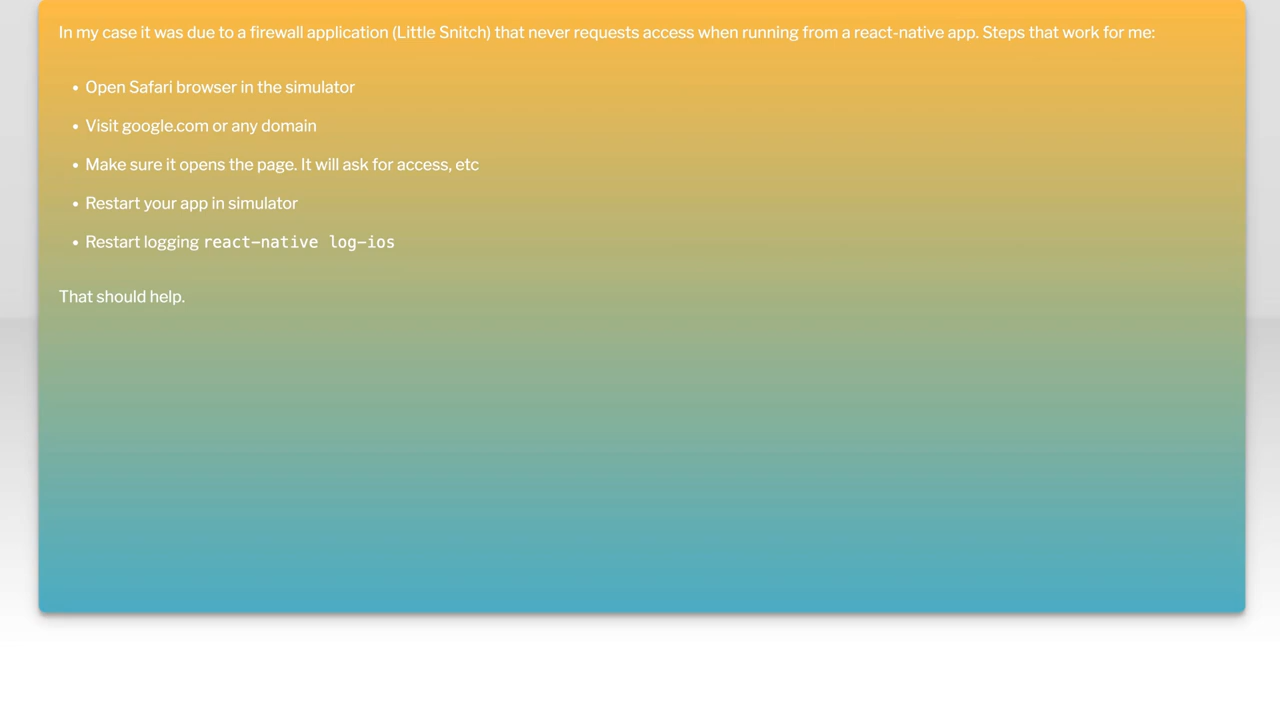 In my case it was due to a firewall application (Little Snitch) that never requests access when running from a react-native app. Steps that work for me:
• Open Safari browser in the simulator
• Visit google.com or any domain
• Make sure it opens the page. It will ask for access, etc
• Restart your app in simulator
• Restart logging react-native log-ios
That should help.